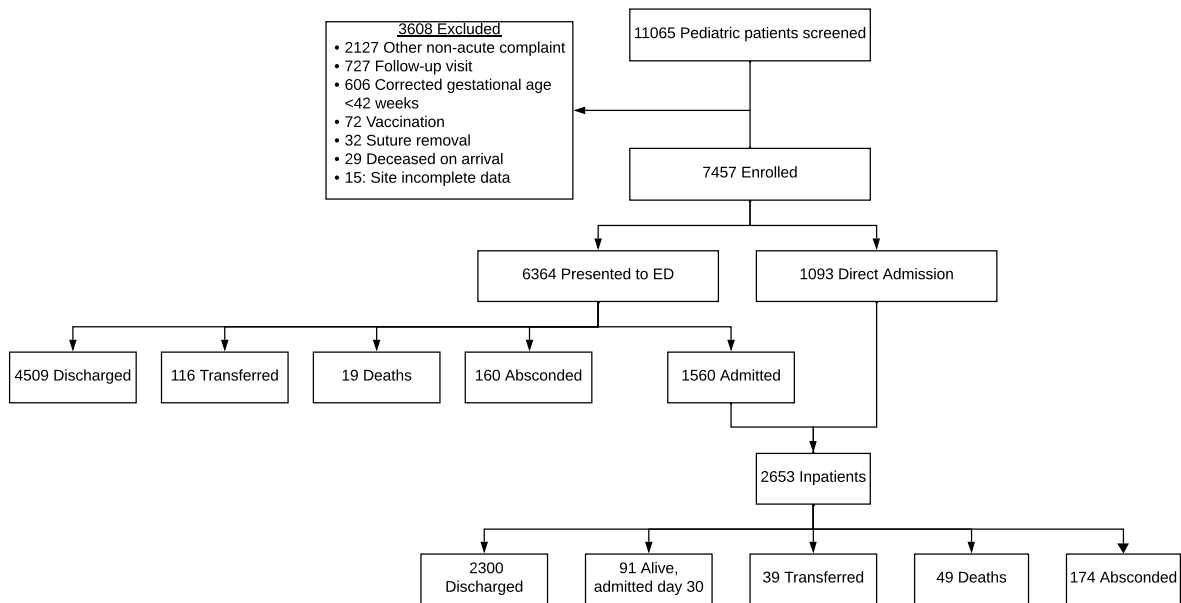 11065 Pediatric patients screened
3608 Excluded
• 2127 Other non-acute complaint
• 727 Follow-up visit
• 606 Corrected gestational age
<42 weeks
• 72 Vaccination
• 32 Suture removal
• 29 Deceased on arrival
• 15: Site incomplete data
7457 Enrolled
6364 Presented to ED
1093 Direct Admission
4509 Discharged
116 Transferred
19 Deaths
160 Absconded
1560 Admitted
2653 Inpatients
2300
Discharged
91 Alive,
admitted day 30
39 Transferred
49 Deaths
174 Absconded